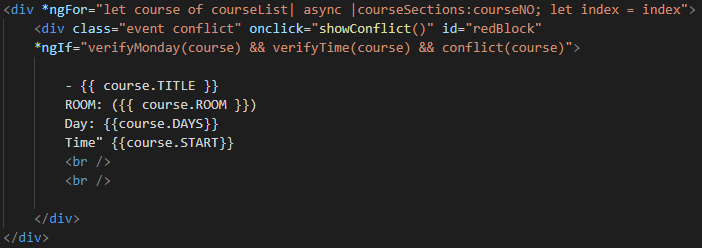 <div *ngFor="let course of courseList| async |courseSections:courseNO; let index = index">
<div class="event conflict" onclick="showConflict()" id="redBlock"
*ngIf="verifyMonday(course) && verifyTime(course) && conflict(course)">
- {{ course.TITLE }}
ROOM: ({{ course.ROOM }})
Day: {{course.DAYS}}
Time" {{course.START}}
<br />
<br />
</div>
</div>